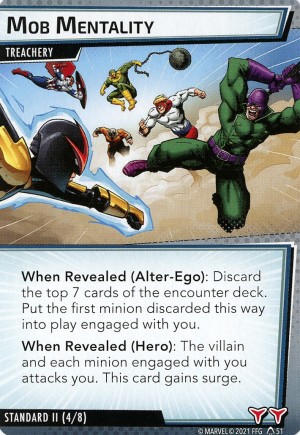 MOB MENTALITY
TREACHERY
When Revealed (Alter-Ego): Discard
the top 7 cards of the encounter deck.
Put the first minion discarded this way
into play engaged with you.
When Revealed (Hero): The villain
and each minion engaged with you
attacks you. This card gains surge.
STANDARD II (4/8)
© MARVEL © 2021 FFG 51